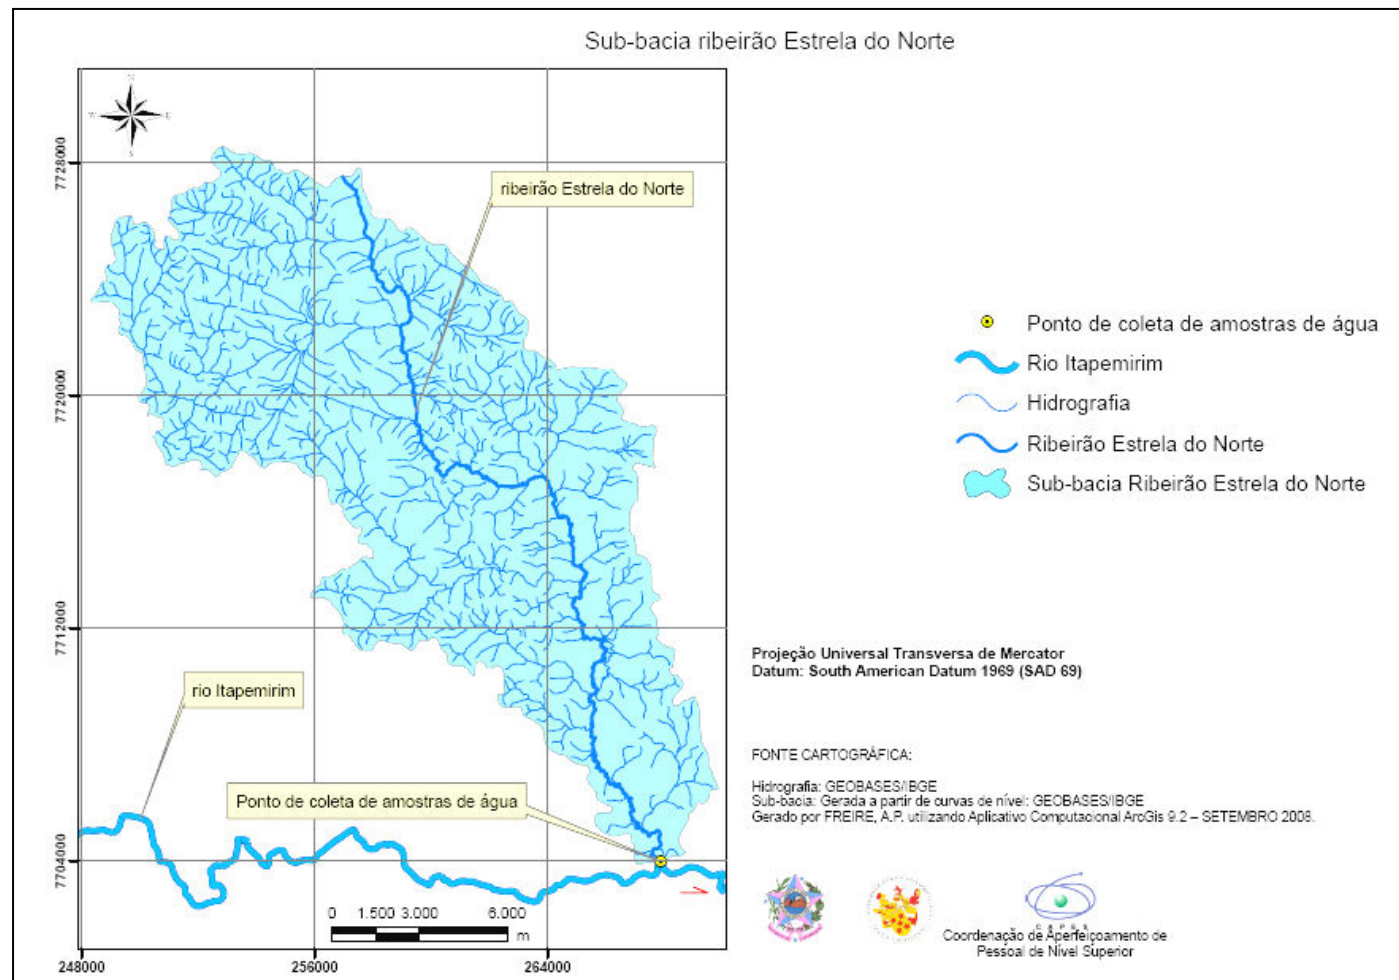 Sub-bacia ribeirão Estrela do Norte
N
W
E
S
7728000
7720000
7712000
7704000
ribeirão Estrela do Norte
rio Itapemirim
Ponto de coleta de amostras de água
0 1.500 3.000 6.000
m
248000
256000
264000
Ponto de coleta de amostras de água
Rio Itapemirim
Hidrografia
Ribeirão Estrela do Norte
Sub-bacia Ribeirão Estrela do Norte
Projeção Universal Transversa de Mercator
Datum: South American Datum 1969 (SAD 69)
FONTE CARTOGRÁFICA:
Hidrografia: GEOBASES/IBGE
Sub-bacia: Gerada a partir de curvas de nível: GEOBASES/IBGE
Gerado por FREIRE, A.P. utilizando Aplicativo Computacional ArcGis 9.2 – SETEMBRO 2008.
C A P E S
Coordenação de Aperfeiçoamento de
Pessoal de Nível Superior